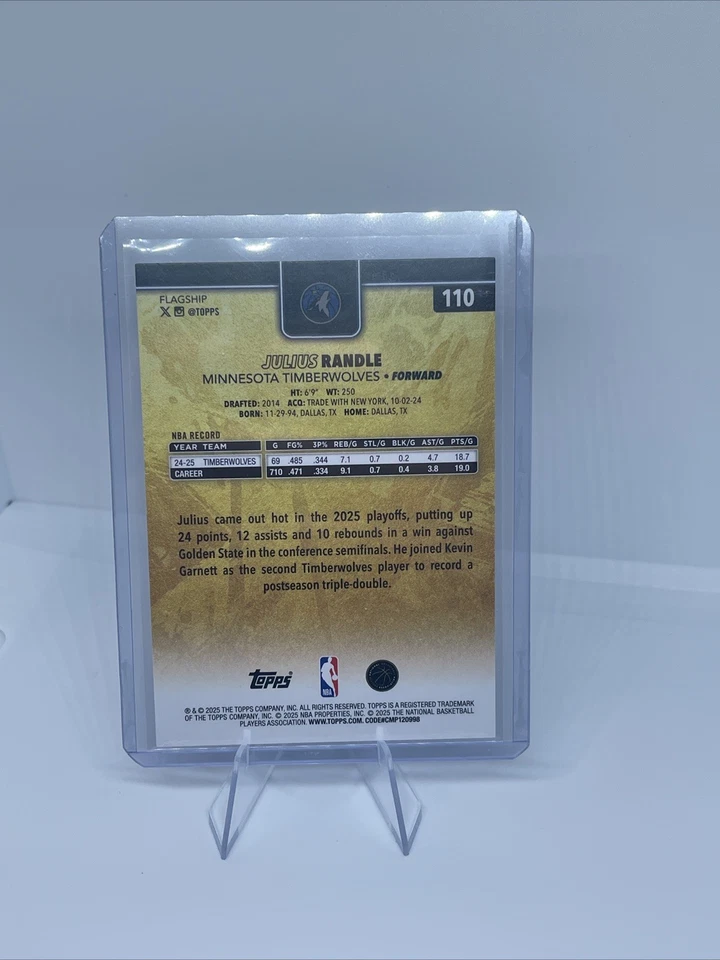 FLAGSHIP
@TOPPS
110
JULIUS RANDLE
MINNESOTA TIMBERWOLVES • FORWARD
HT: 6'9" WT: 250
DRAFTED: 2014 ACQ: TRADE WITH NEW YORK, 10-02-24
BORN: 11-29-94, DALLAS, TX HOME: DALLAS, TX
NBA RECORD
YEAR TEAM G FG% 3P% REB/G STL/G BLK/G AST/G PTS/G
24-25 TIMBERWOLVES 69 .485 .344 7.1 0.7 0.2 4.7 18.7
CAREER 710 .471 .334 9.1 0.7 0.4 3.8 19.0
Julius came out hot in the 2025 playoffs, putting up
24 points, 12 assists and 10 rebounds in a win against
Golden State in the conference semifinals. He joined Kevin
Garnett as the second Timberwolves player to record a
postseason triple-double.
TOPPS
NBA
® & © 2025 THE TOPPS COMPANY, INC. ALL RIGHTS RESERVED. TOPPS IS A REGISTERED TRADEMARK
OF THE TOPPS COMPANY, INC. © 2025 NBA PROPERTIES, INC. © 2025 THE NATIONAL BASKETBALL
PLAYERS ASSOCIATION. WWW.TOPPS.COM. CODE#CMP120998